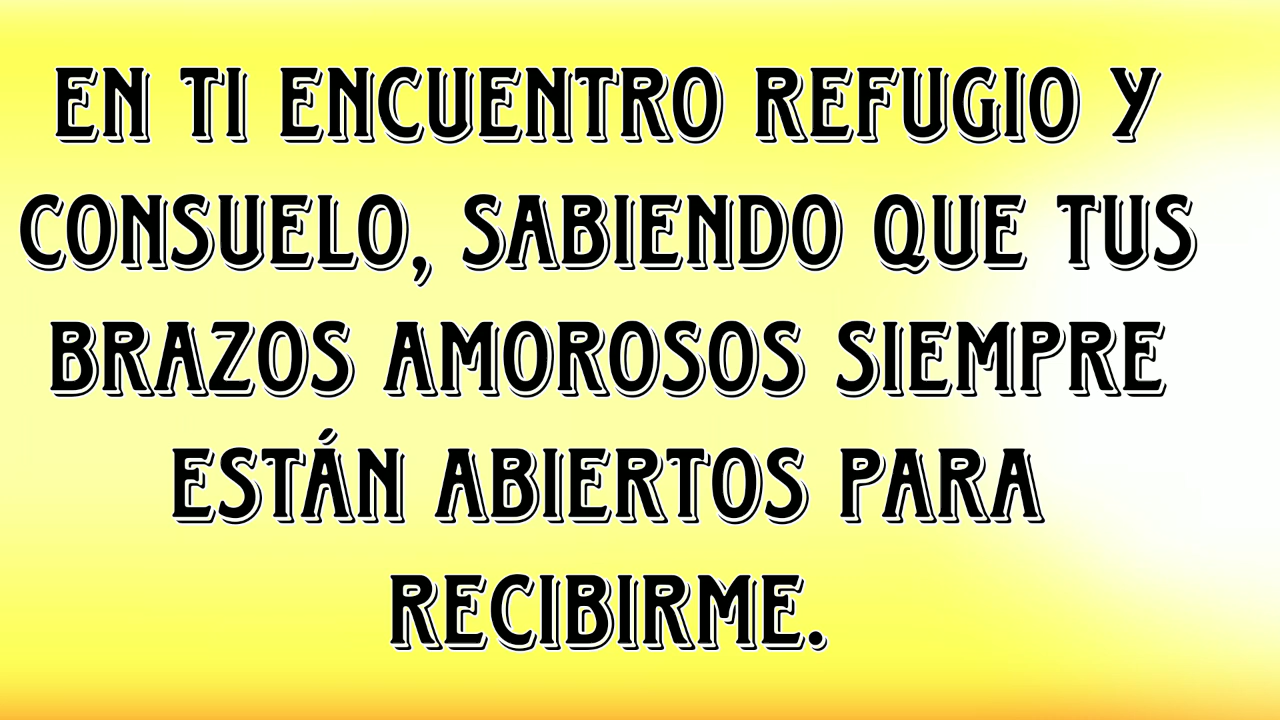 EN TI ENCUENTRO REFUGIO Y
CONSUELO, SABIENDO QUE TUS
BRAZOS AMOROSOS SIEMPRE
ESTÁN ABIERTOS PARA
RECIBIRME.